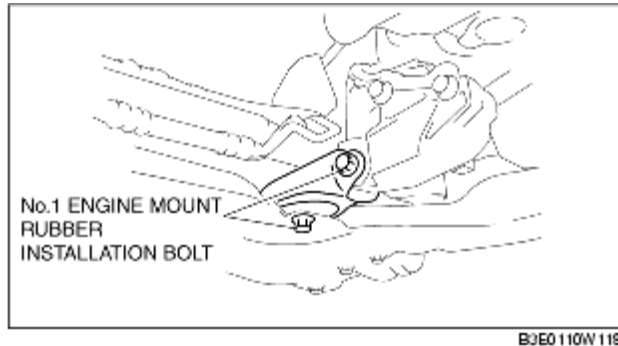 No.1 ENGINE MOUNT
RUBBER
INSTALLATION BOLT
B3E0110W119